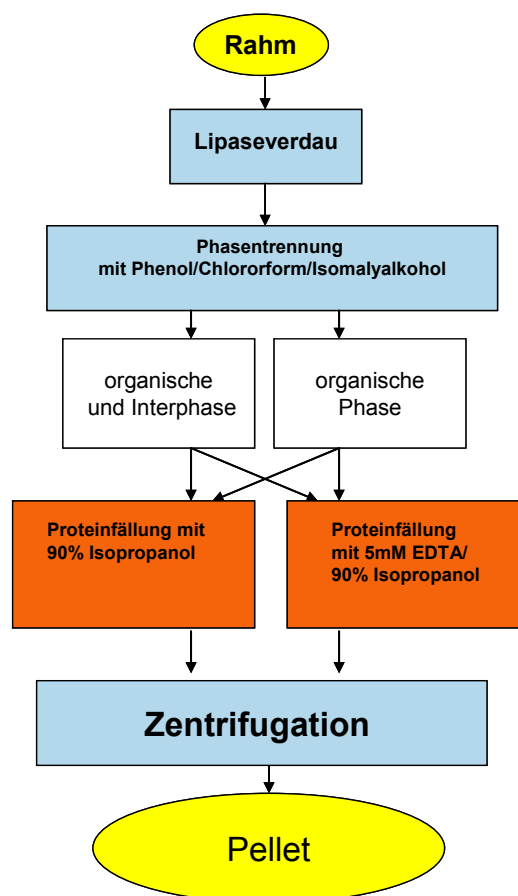 Rahm
Lipaseverdau
Phasentrennung
mit Phenol/Chlororform/Isomalyalkohol
organische
und Interphase
organische
Phase
Proteinfällung mit
90% Isopropanol
Proteinfällung
mit 5mM EDTA/
90% Isopropanol
Zentrifugation
Pellet